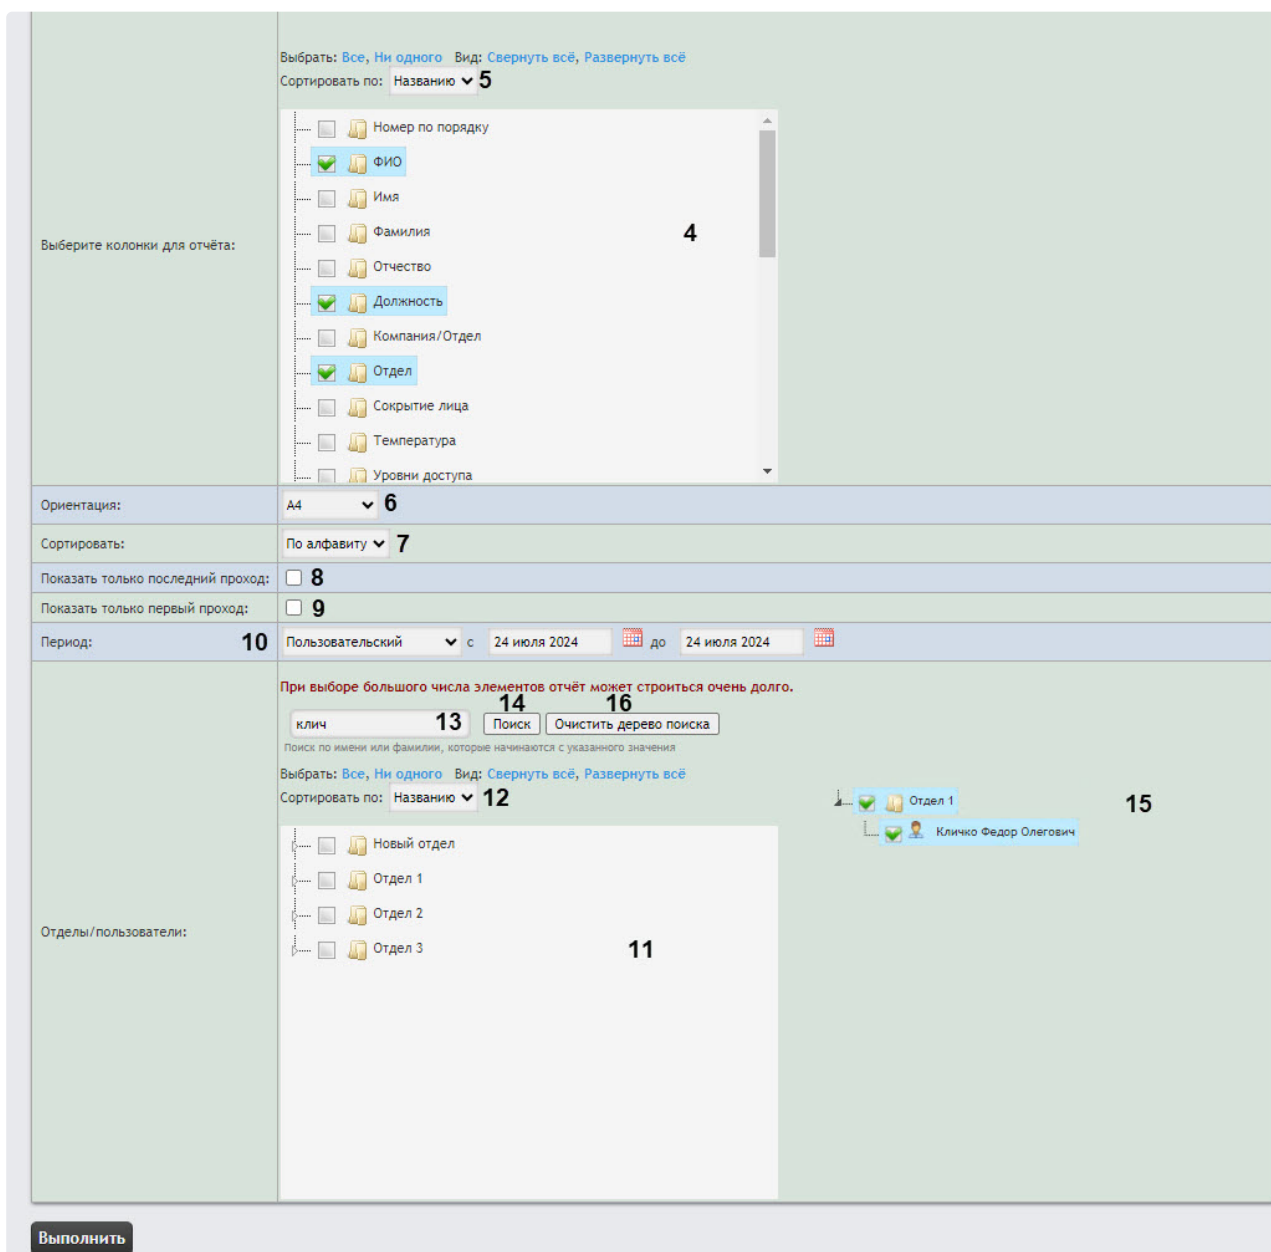 Выбрать: Все, Ни одного Вид: Свернуть всё, Развернуть всё
Сортировать по: Названию 5
Номер по порядку
ФИО
Имя
Фамилия
4
Выберите колонки для отчёта:
Отчество
Должность
Компания/Отдел
Отдел
Сокрытие лица
Температура
Уровни доступа
Ориентация: A4 6
Сортировать: По алфавиту 7
Показать только последний проход: 8
Показать только первый проход: 9
Период: 10 Пользовательский с 24 июля 2024 до 24 июля 2024
При выборе большого числа элементов отчёт может строиться очень долго.
14 16
клич 13 Поиск Очистить дерево поиска
Поиск по имени или фамилии, которые начинаются с указанного значения
Выбрать: Все, Ни одного Вид: Свернуть всё, Развернуть всё
Сортировать по: Названию 12
Отдел 1 15
Кличко Федор Олегович
Новый отдел
Отдел 1
Отдел 2
Отделы/пользователи:
Отдел 3 11
Выполнить